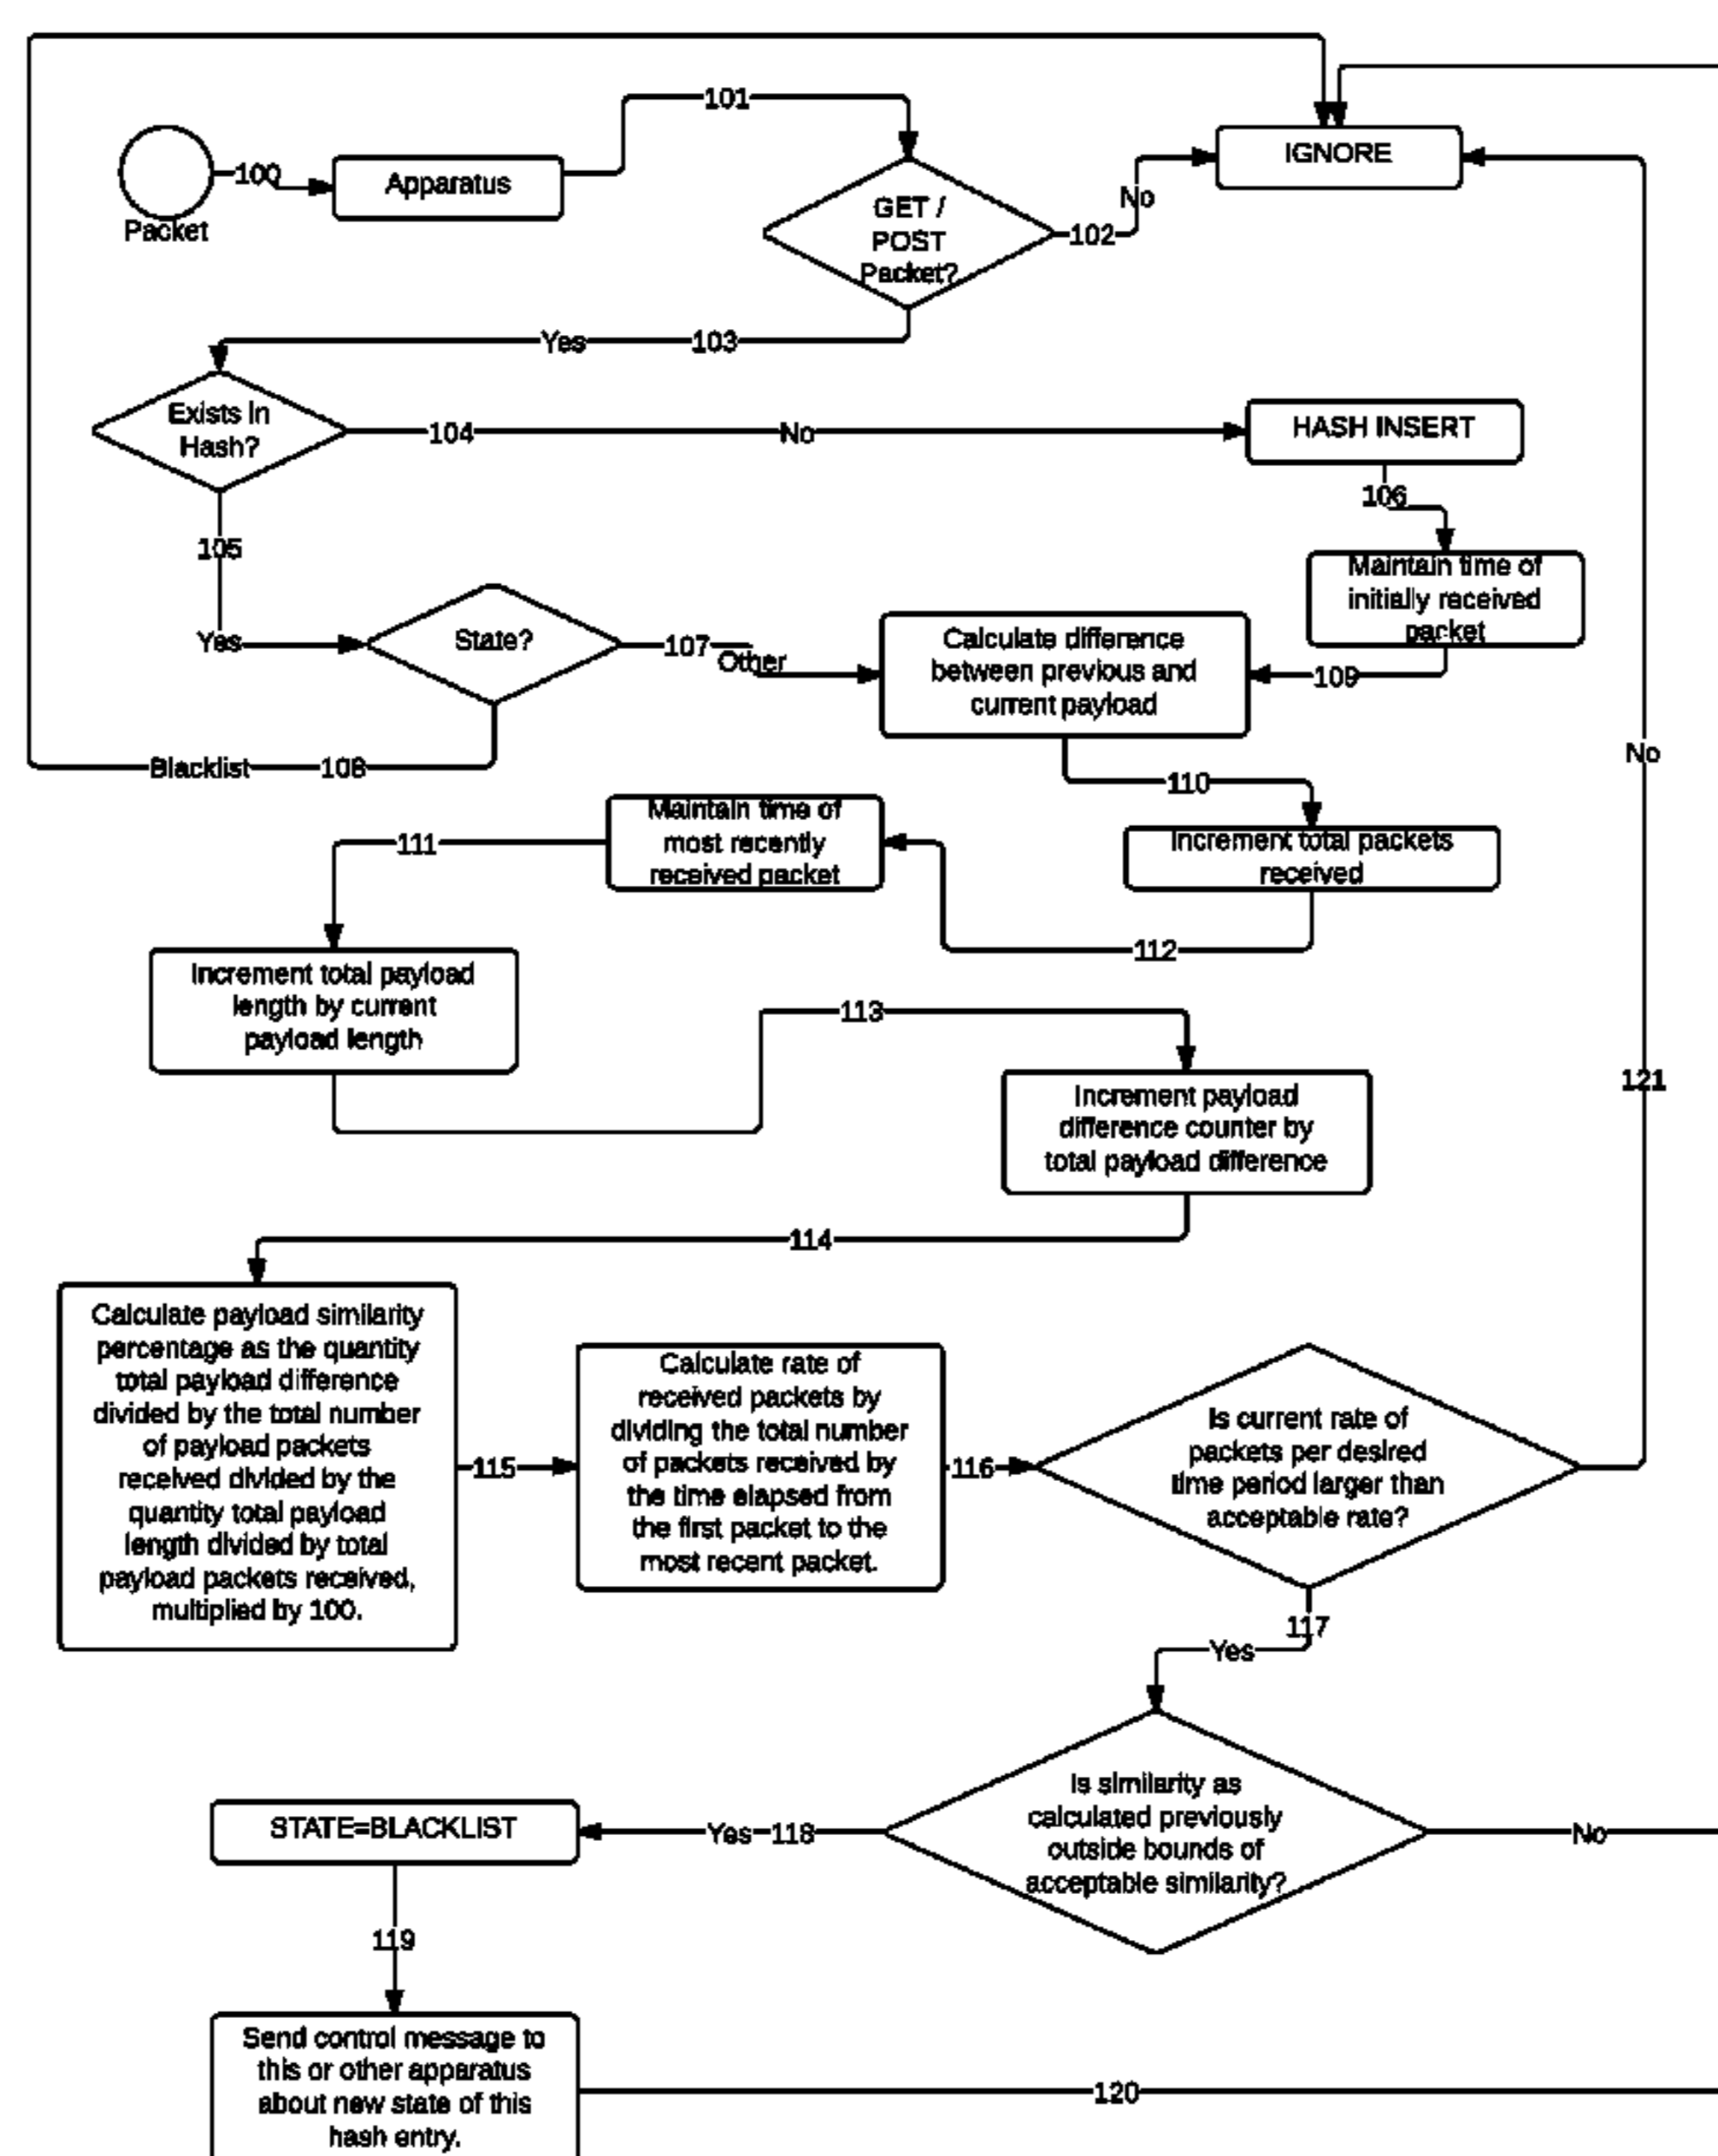 101
100
Apparatus
Packet
GET /
POST
Packet?
102
No
IGNORE
Yes
103
Exists in
Hash?
104
No
HASH INSERT
106
105
Maintain time of
initially received
packet
Yes
State?
107
Other
Calculate difference
between previous and
current payload
109
No
Blacklist
108
110
Maintain time of
most recently
received packet
111
Increment total packets
received
112
Increment total payload
length by current
payload length
113
121
Increment payload
difference counter by
total payload difference
114
Calculate payload similarity
percentage as the quantity
total payload difference
divided by the total number
of payload packets
received divided by the
quantity total payload
length divided by total
payload packets received,
multiplied by 100.
115
Calculate rate of
received packets by
dividing the total number
of packets received by
the time elapsed from
the first packet to the
most recent packet.
116
Is current rate of
packets per desired
time period larger than
acceptable rate?
117
Yes
Is similarity as
calculated previously
outside bounds of
acceptable similarity?
No
Yes
118
STATE=BLACKLIST
119
Send control message to
this or other apparatus
about new state of this
hash entry.
120